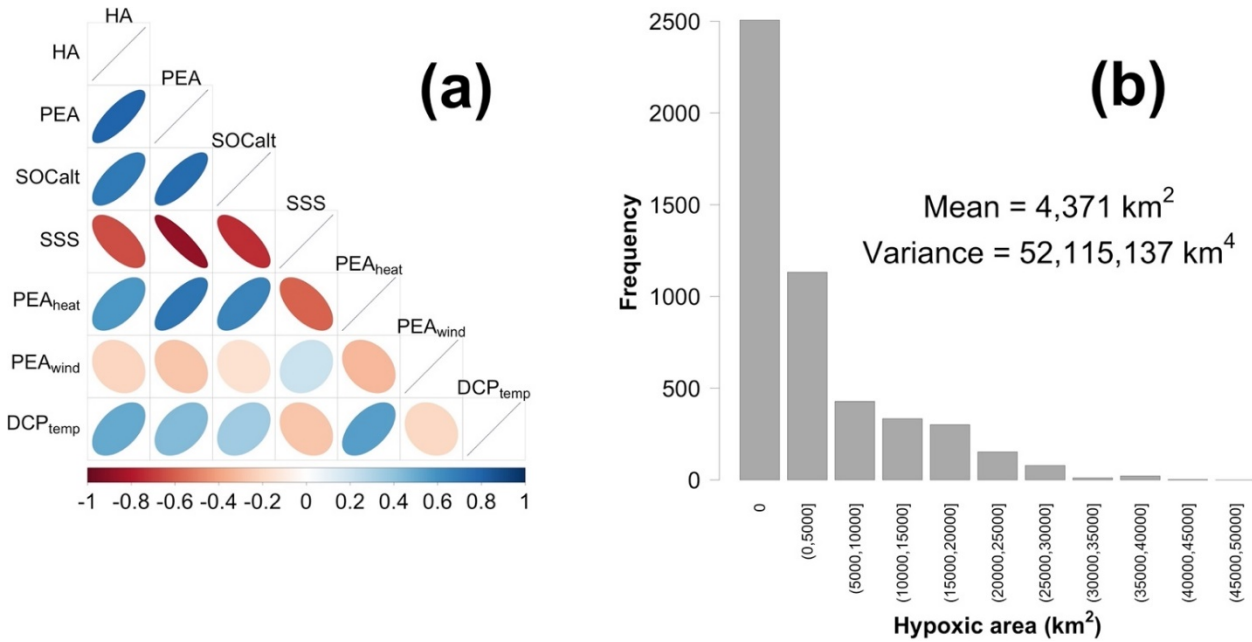 HA
HA
(a)
PEA
PEA
SOCalt
SOCalt
SSS
SSS
PEAheat
PEAheat
PEAwind
PEAwind
DCPtemp
DCPtemp
-1 -0.8 -0.6 -0.4 -0.2 0 0.2 0.4 0.6 0.8 1
(b)
2500
2000
1500
1000
500
0
Frequency
Mean = 4,371 km²
Variance = 52,115,137 km⁴
0
(0,5000]
(5000,10000]
(10000,15000]
(15000,20000]
(20000,25000]
(25000,30000]
(30000,35000]
(35000,40000]
(40000,45000]
(45000,50000]
Hypoxic area (km²)